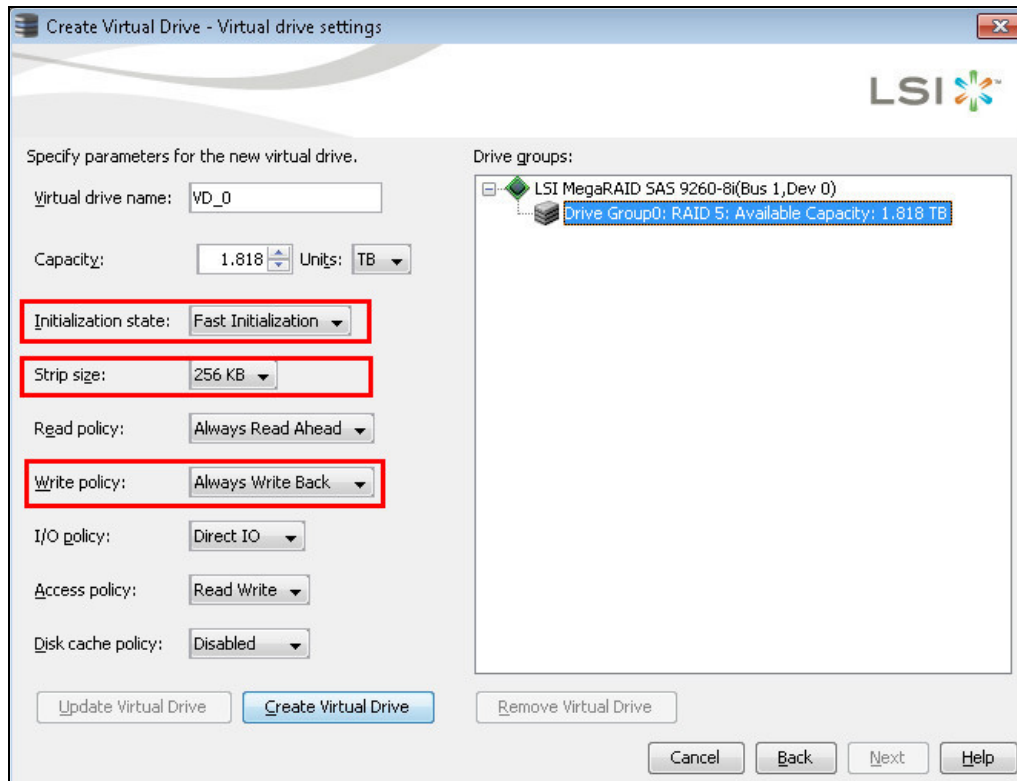 Create Virtual Drive - Virtual drive settings
LSI
Specify parameters for the new virtual drive.
Virtual drive name: VD_0
Capacity: 1.818 Units: TB
Initialization state: Fast Initialization
Strip size: 256 KB
Read policy: Always Read Ahead
Write policy: Always Write Back
I/O policy: Direct IO
Access policy: Read Write
Disk cache policy: Disabled
Drive groups:
LSI MegaRAID SAS 9260-8i(Bus 1,Dev 0)
Drive Group0: RAID 5: Available Capacity: 1.818 TB
Update Virtual Drive Create Virtual Drive Remove Virtual Drive
Cancel Back Next Help